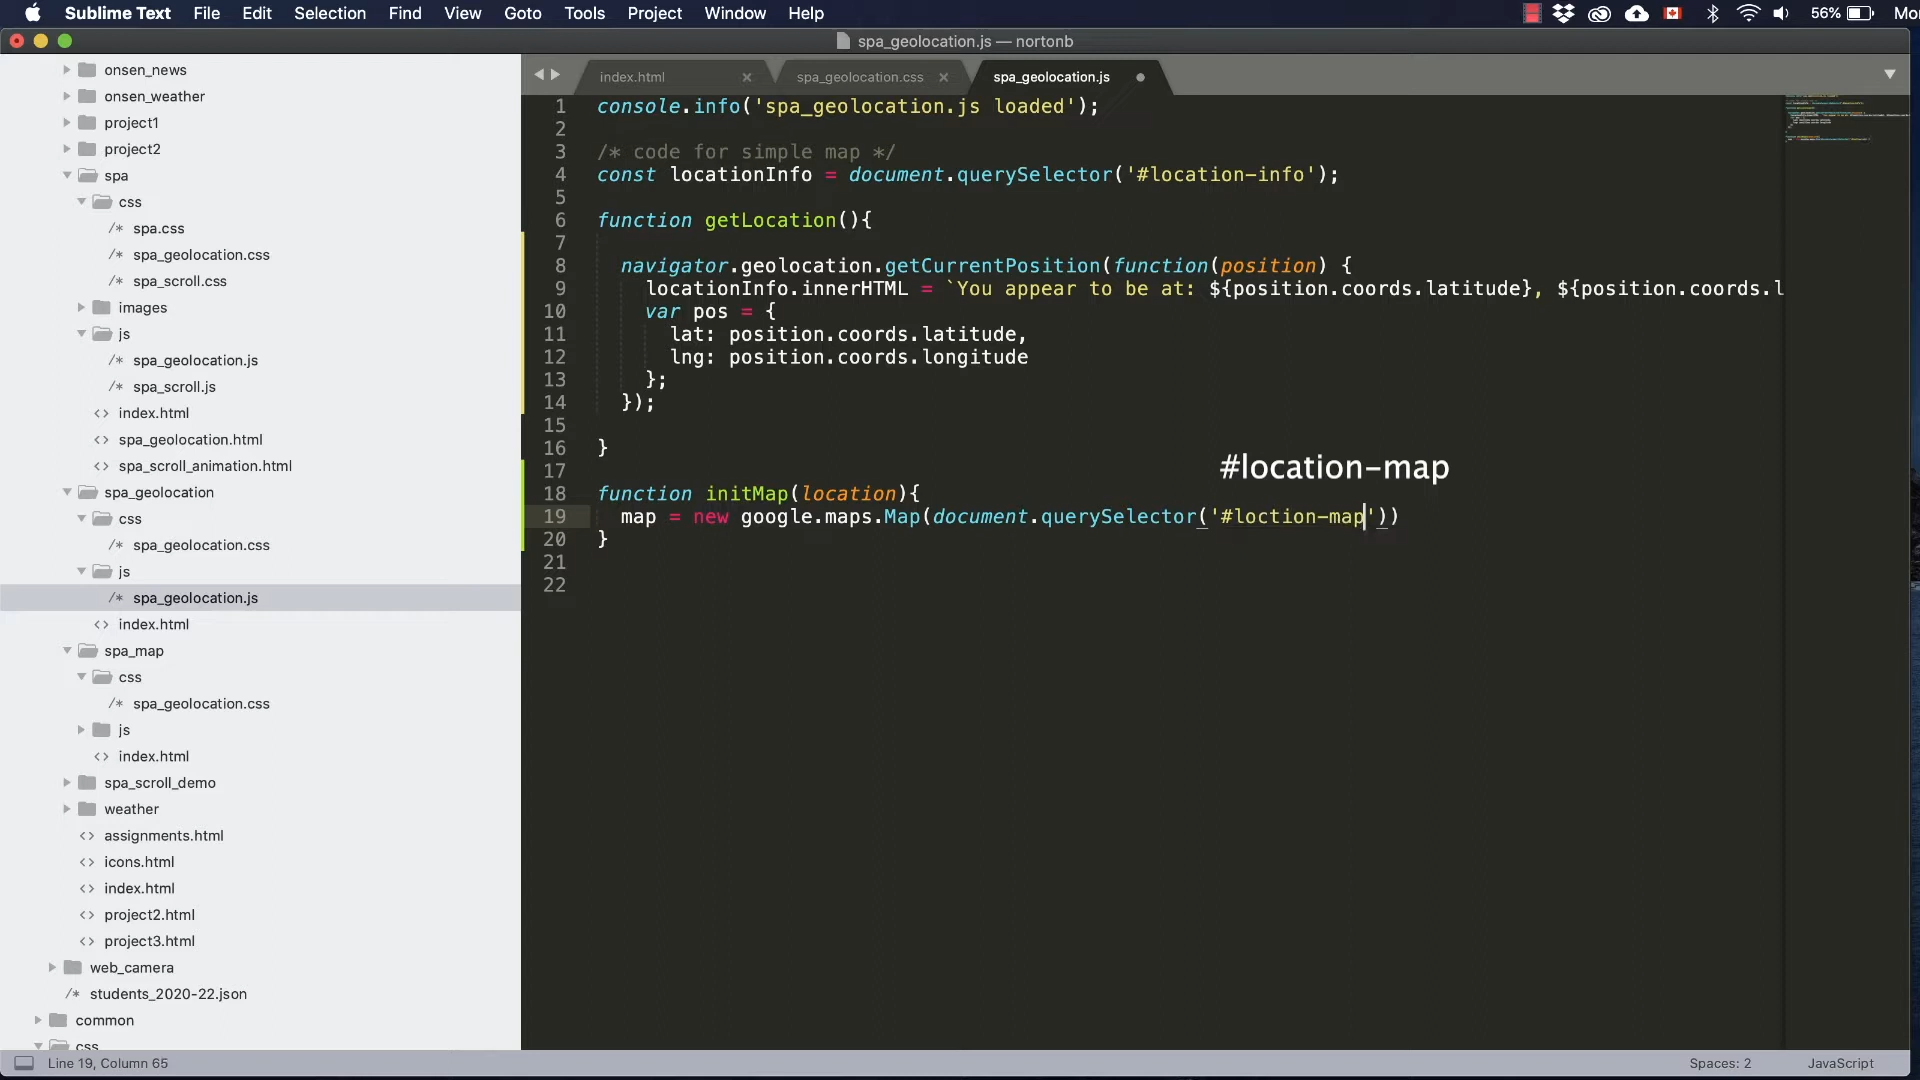 Sublime Text File Edit Selection Find View Goto Tools Project Window Help 56% Mo
spa_geolocation.js — nortonb
onsen_news
onsen_weather
project1
project2
spa
css
/* spa.css
/* spa_geolocation.css
/* spa_scroll.css
images
js
/* spa_geolocation.js
/* spa_scroll.js
<> index.html
<> spa_geolocation.html
<> spa_scroll_animation.html
spa_geolocation
css
/* spa_geolocation.css
js
/* spa_geolocation.js
<> index.html
spa_map
css
/* spa_geolocation.css
js
<> index.html
spa_scroll_demo
weather
<> assignments.html
<> icons.html
<> index.html
<> project2.html
<> project3.html
web_camera
/* students_2020-22.json
common
css
index.html spa_geolocation.css spa_geolocation.js
1 console.info('spa_geolocation.js loaded');
2
3 /* code for simple map */
4 const locationInfo = document.querySelector('#location-info');
5
6 function getLocation(){
7
8 navigator.geolocation.getCurrentPosition(function(position) {
9 locationInfo.innerHTML = `You appear to be at: ${position.coords.latitude}, ${position.coords.l
10 var pos = {
11 lat: position.coords.latitude,
12 lng: position.coords.longitude
13 };
14 });
15
16 }
#location-map
17
18 function initMap(location){
19 map = new google.maps.Map(document.querySelector('#loction-map'))
20 }
21
22
Line 19, Column 65 Spaces: 2 JavaScript